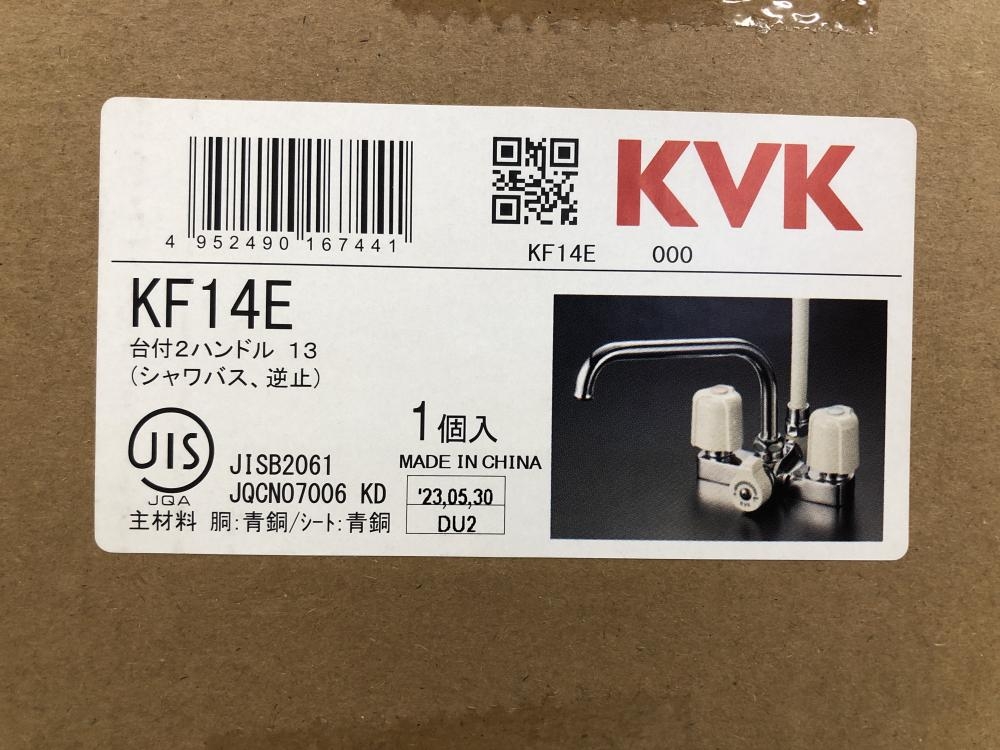 4 952490 167441
KVK
KF14E 000
KF14E
台付2ハンドル 13
(シャワバス、逆止)
JIS
JQA
1個入
MADE IN CHINA
JISB2061
JQCN07006 KD
'23,05,30
DU2
主材料 胴:青銅/シート:青銅